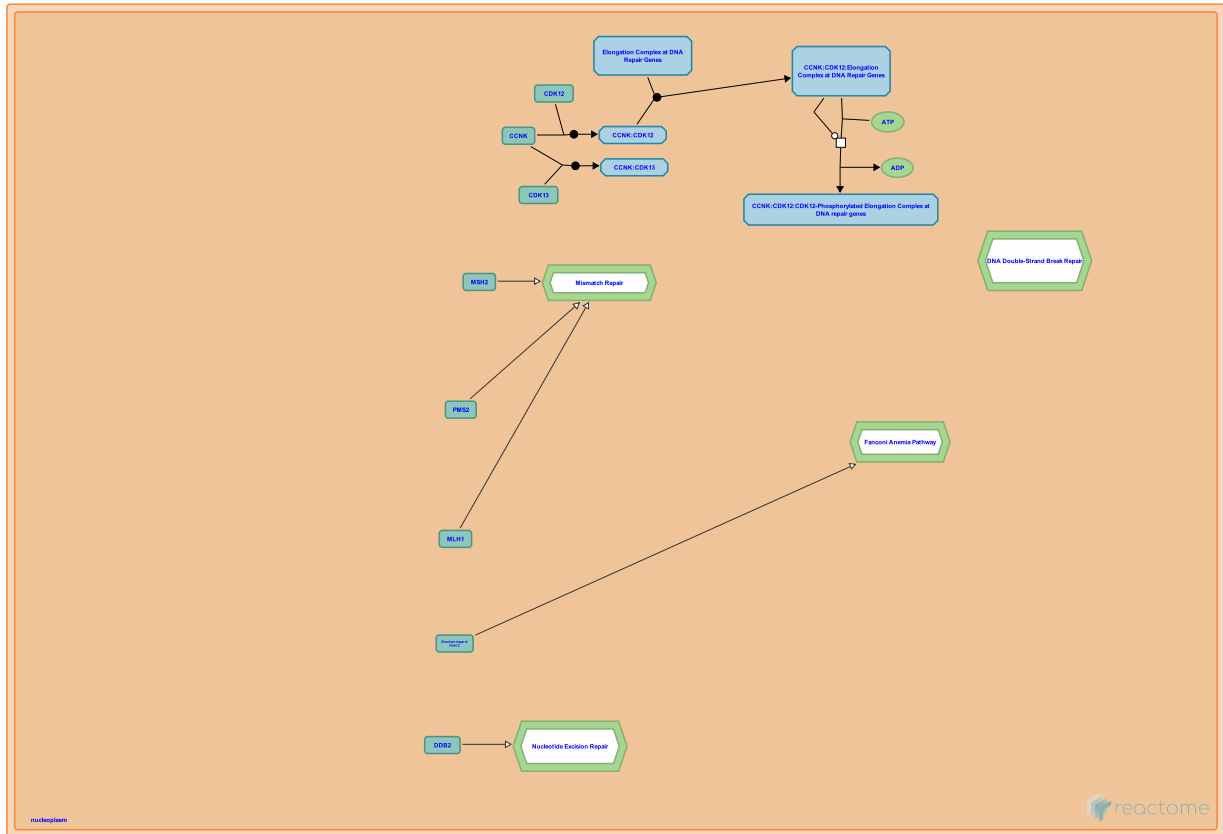 Elongation Complex at DNA
Repair Genes
CCNK:CDK12:Elongation
Complex at DNA Repair Genes
CDK12
ATP
CCNK
CCNK:CDK12
CCNK:CDK13
ADP
CDK13
CCNK:CDK12:CDK12-Phosphorylated Elongation Complex at
DNA repair genes
DNA Double-Strand Break Repair
MSH2
Mismatch Repair
PMS2
Fanconi Anemia Pathway
MLH1
DDB2
Nucleotide Excision Repair
nucleoplasm
reactome